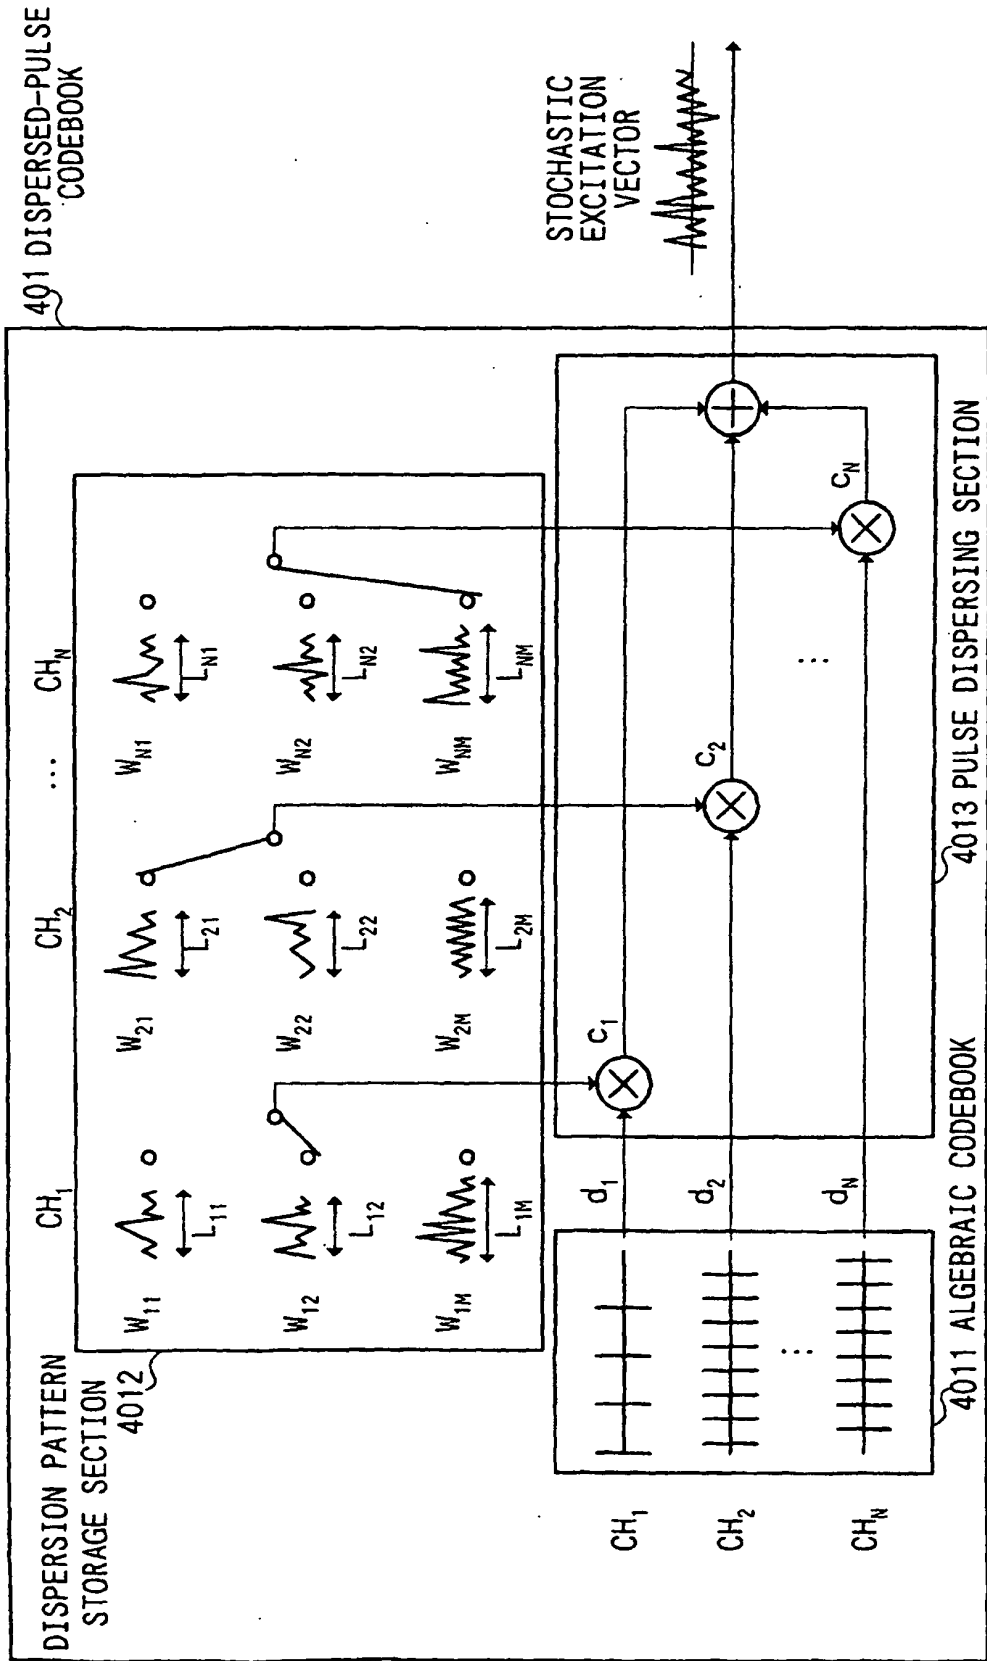 401 DISPERSED-PULSE
CODEBOOK
DISPERSION PATTERN
STORAGE SECTION
4012
CH1 CH2 ... CHN
W11 W21 WN1
L11 L21 LN1
W12 W22 WN2
L12 L22 LN2
W1M W2M WNM
L1M L2M LNM
STOCHASTIC
EXCITATION
VECTOR
CH1 d1 C1
CH2 d2 C2
... ...
CHN dN CN
4011 ALGEBRAIC CODEBOOK
4013 PULSE DISPERSING SECTION